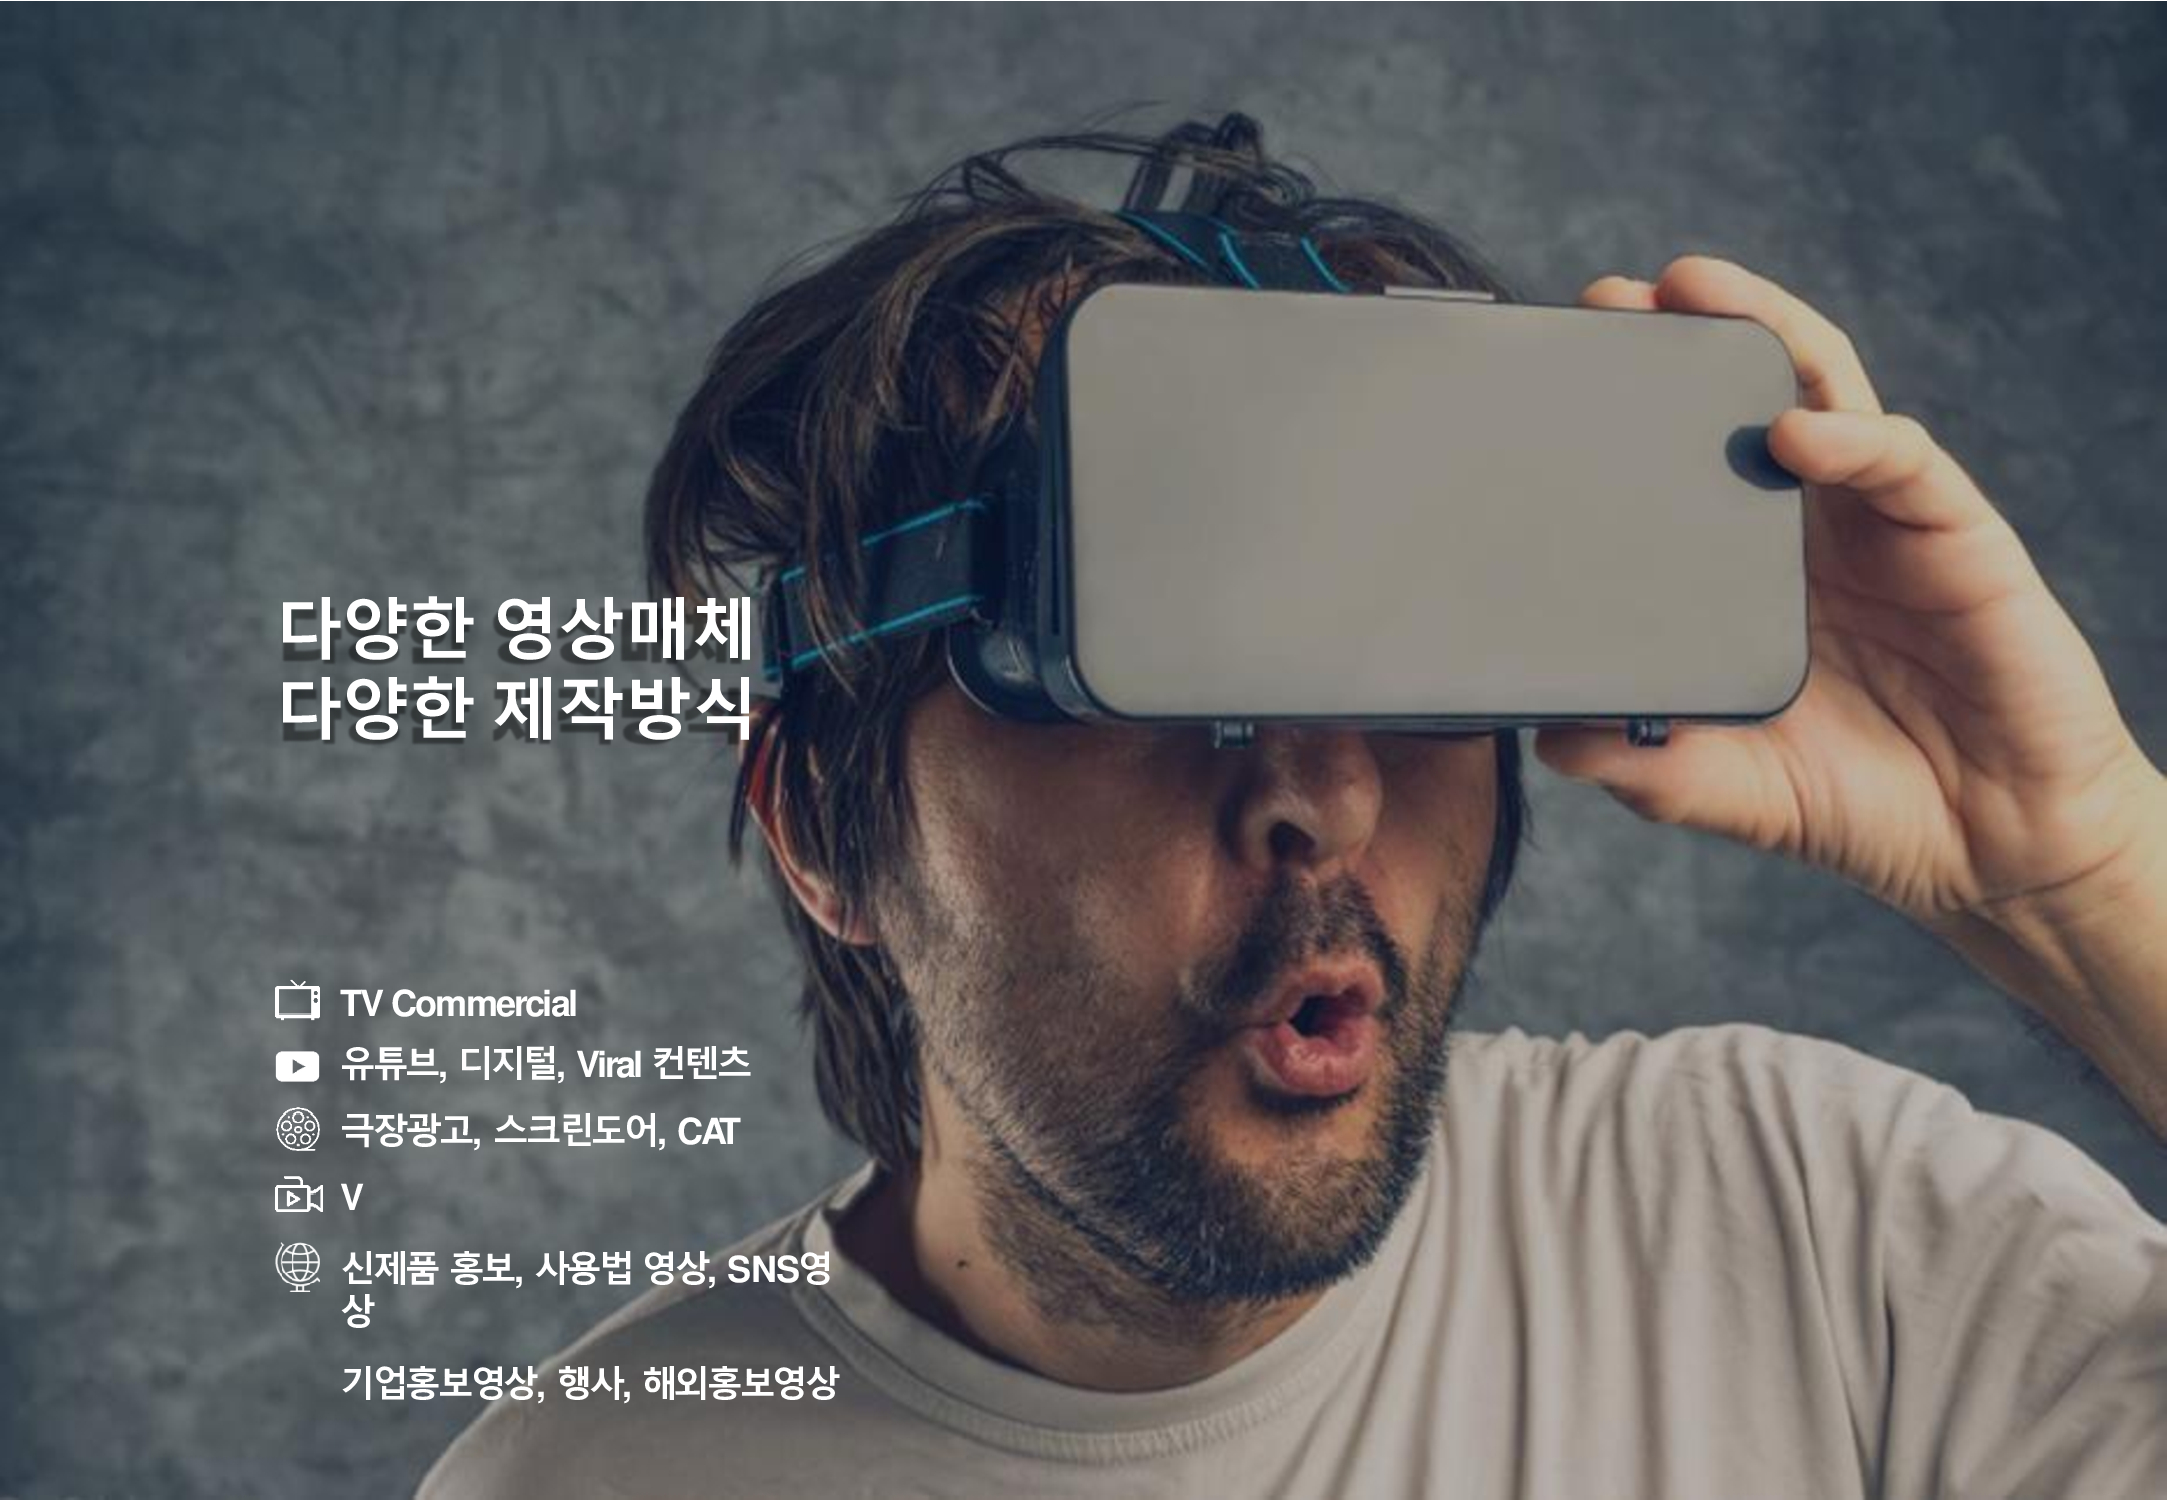 다양한 영상매체
다양한 제작방식
TV Commercial
유튜브, 디지털, Viral 컨텐츠
극장광고, 스크린도어, CAT
V
신제품 홍보, 사용법 영상, SNS영
상
기업홍보영상, 행사, 해외홍보영상